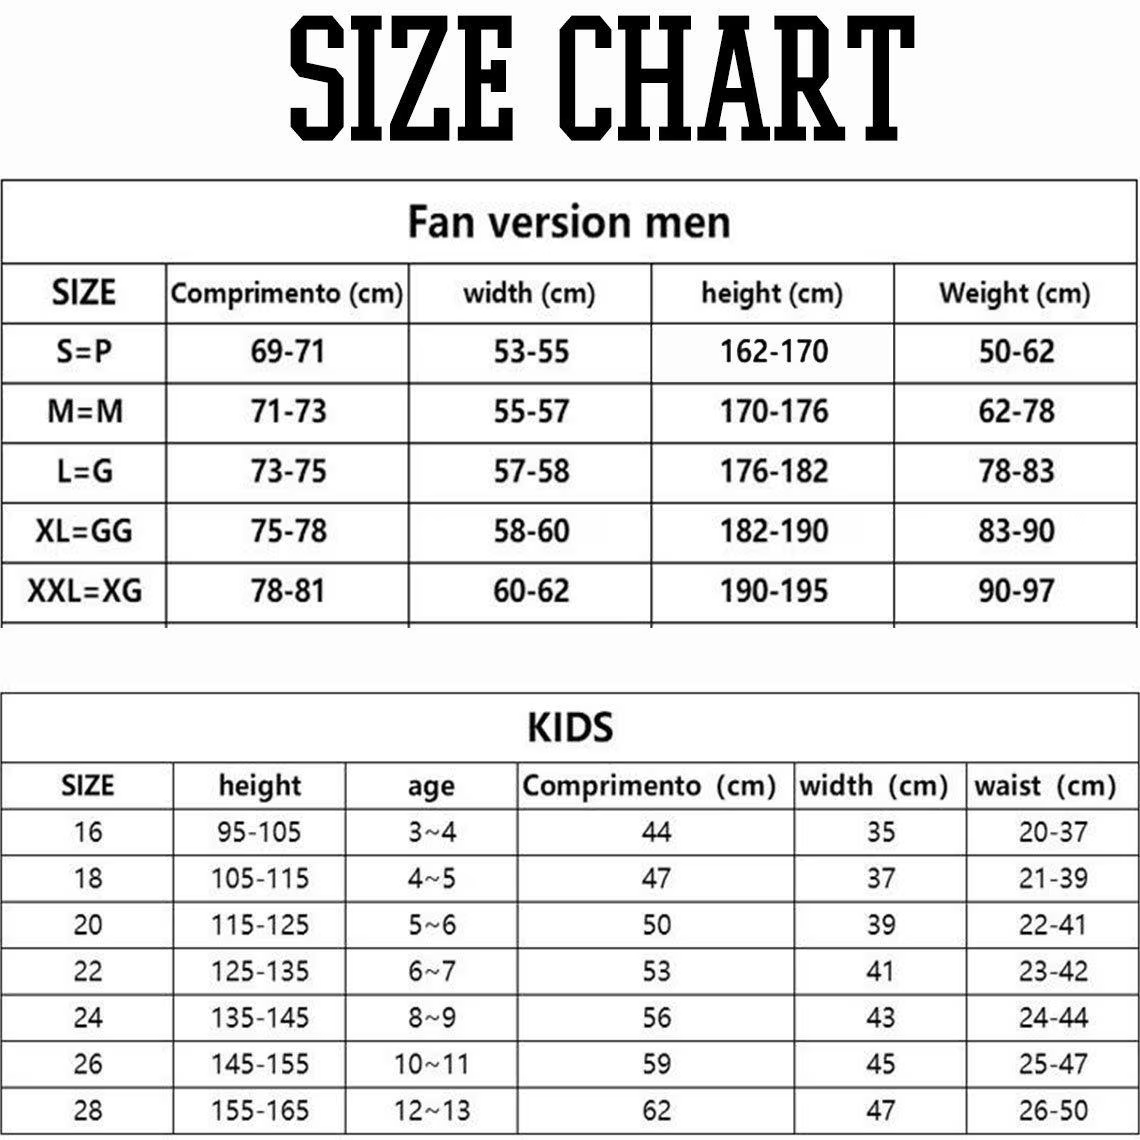 SIZE CHART
Fan version men
SIZE Comprimento (cm) width (cm) height (cm) Weight (cm)
S=P 69-71 53-55 162-170 50-62
M=M 71-73 55-57 170-176 62-78
L=G 73-75 57-58 176-182 78-83
XL=GG 75-78 58-60 182-190 83-90
XXL=XG 78-81 60-62 190-195 90-97
KIDS
SIZE height age Comprimento (cm) width (cm) waist (cm)
16 95-105 3~4 44 35 20-37
18 105-115 4~5 47 37 21-39
20 115-125 5~6 50 39 22-41
22 125-135 6~7 53 41 23-42
24 135-145 8~9 56 43 24-44
26 145-155 10~11 59 45 25-47
28 155-165 12~13 62 47 26-50